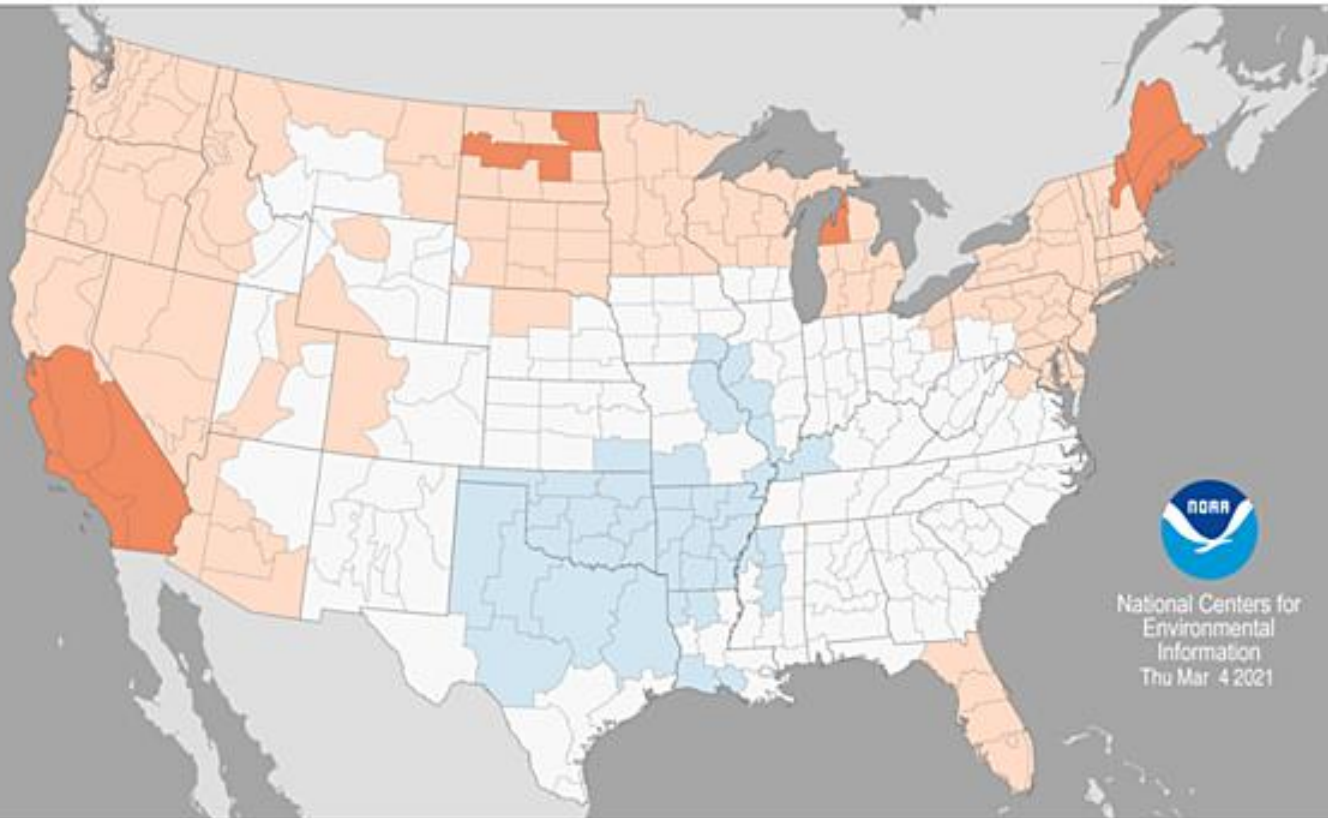 NOAA
National Centers for
Environmental
Information
Thu Mar 4 2021